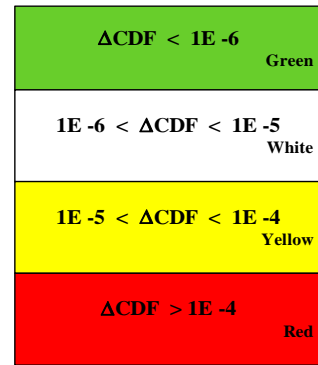 ΔCDF < 1E -6
Green
1E -6 < ΔCDF < 1E -5
White
1E -5 < ΔCDF < 1E -4
Yellow
ΔCDF > 1E -4
Red